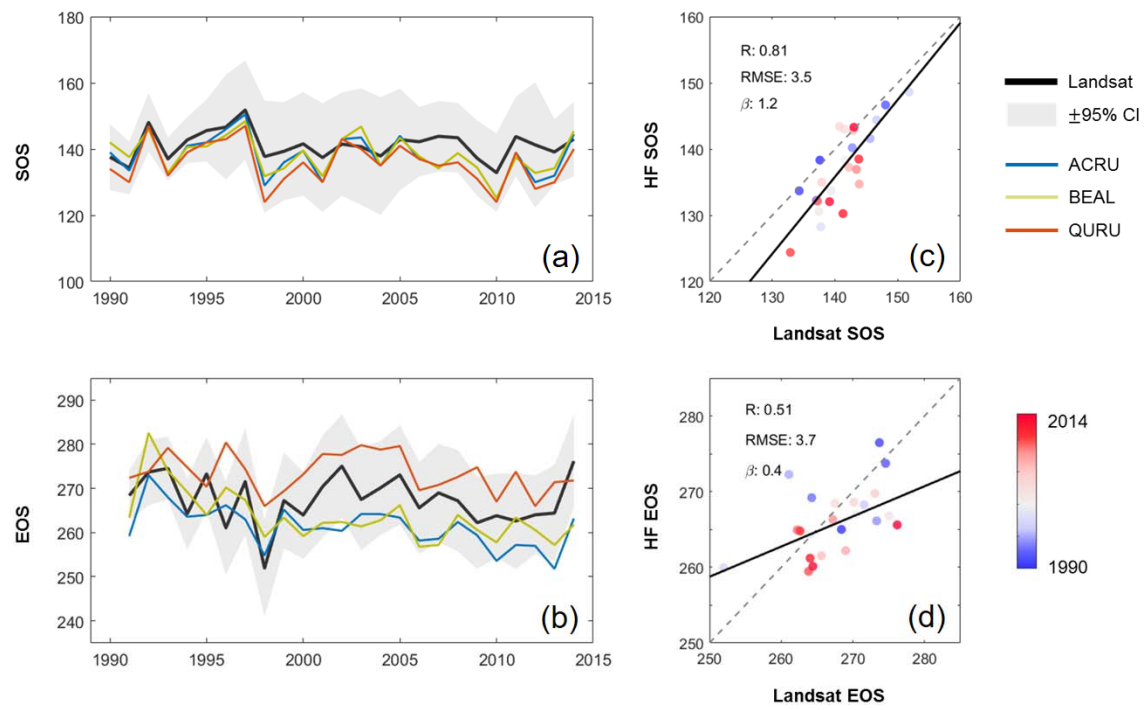 180
160
140
120
100
SOS
1990
1995
2000
2005
2010
2015
(a)
160
150
140
130
120
HF SOS
R: 0.81
RMSE: 3.5
β: 1.2
120
130
140
150
160
(c)
Landsat SOS
Landsat
±95% CI
ACRU
BEAL
QURU
290
280
270
260
250
240
EOS
1990
1995
2000
2005
2010
2015
(b)
280
270
260
250
HF EOS
R: 0.51
RMSE: 3.7
β: 0.4
250
260
270
280
(d)
Landsat EOS
2014
1990